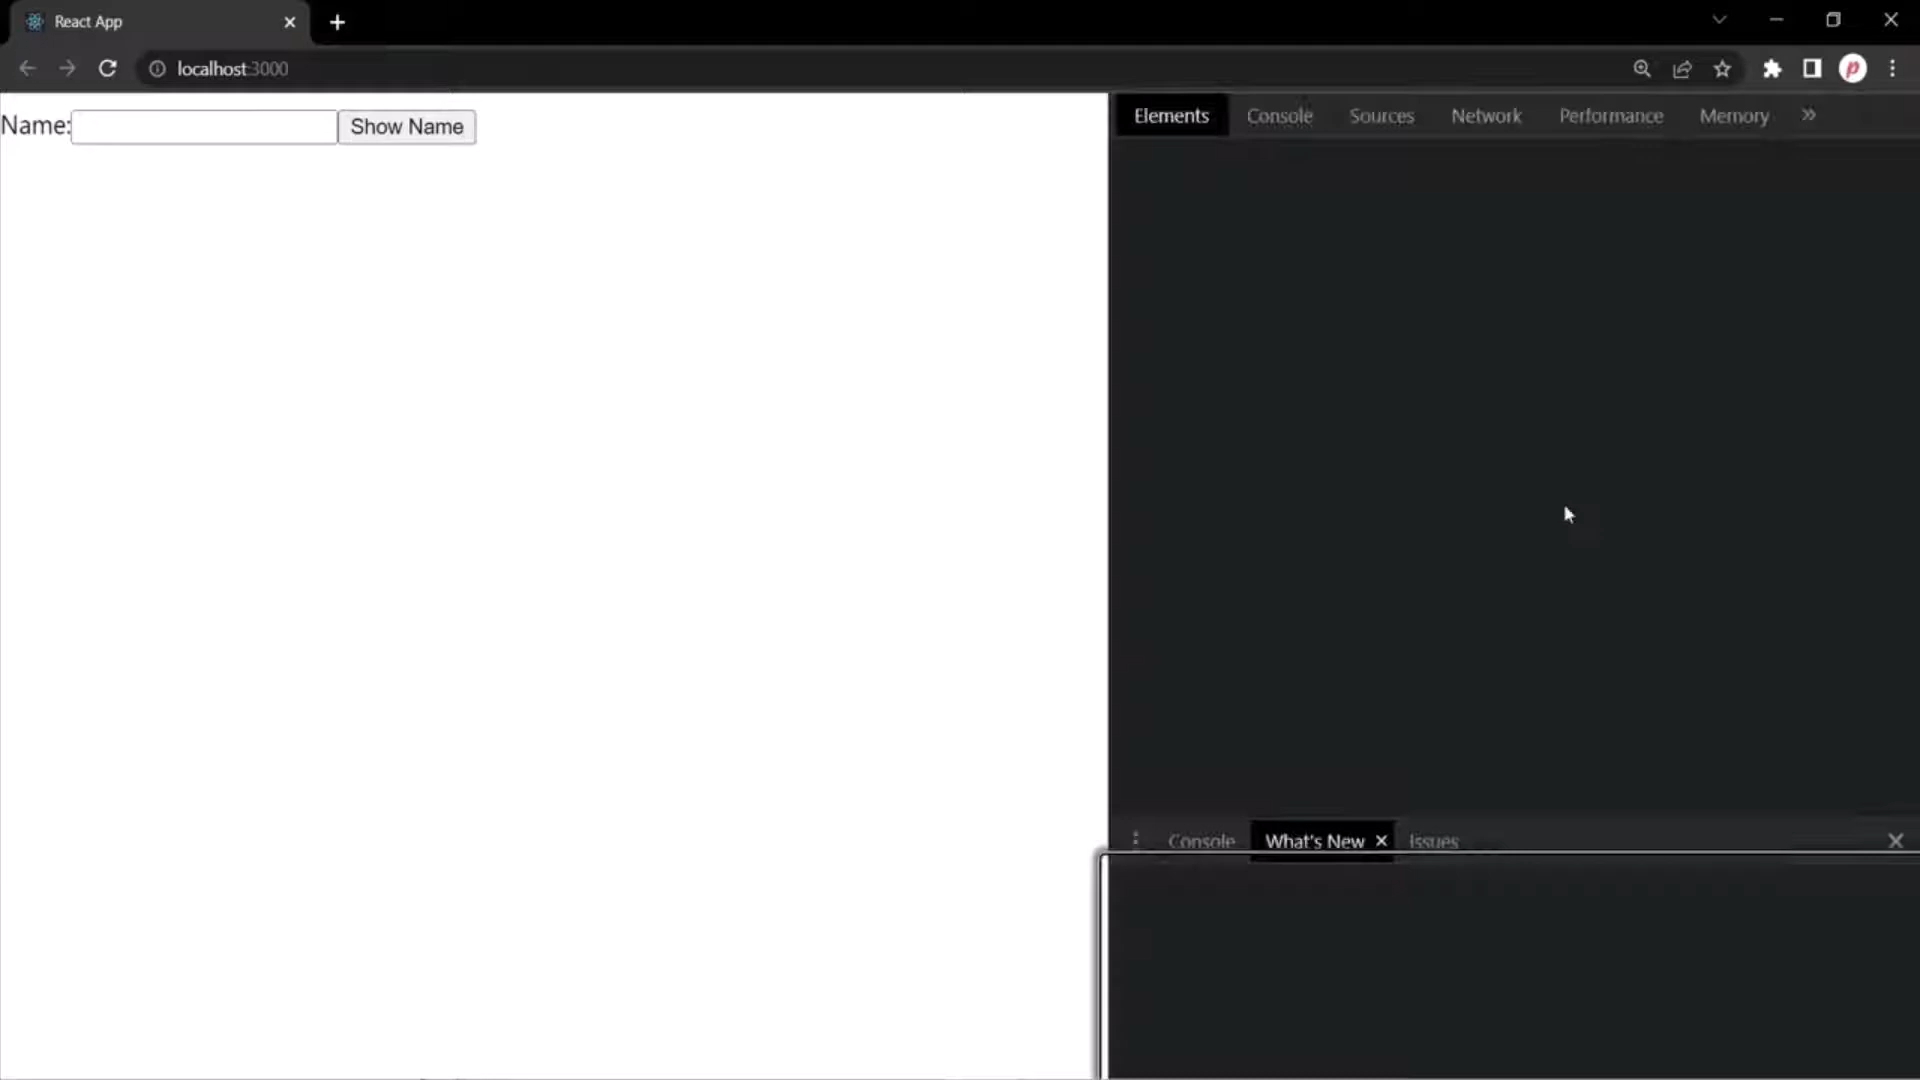 React App
localhost:3000
Name: Show Name
Elements Console Sources Network Performance Memory »
Console What's New Issues